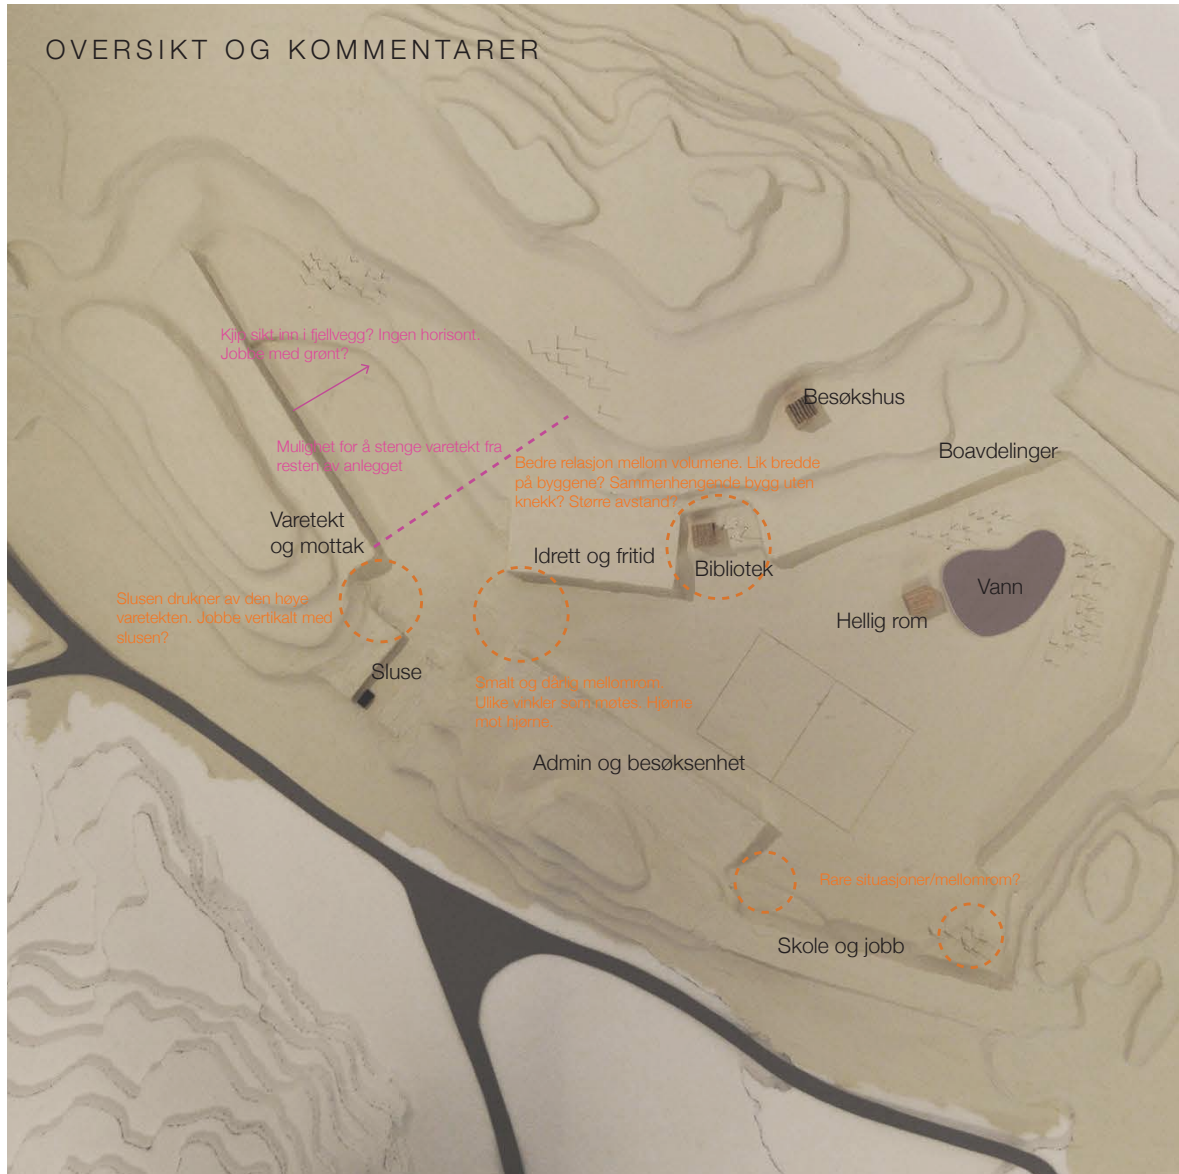 OVERSIKT OG KOMMENTARER
Kjip sikt inn i fjellvegg? Ingen horisont.
Jobbe med grønt?
Mulighet for å stenge varetekt fra
resten av anlegget
Besøkshus
Boavdelinger
Bedre relasjon mellom volumene. Lik bredde
på byggene? Sammenhengende bygg uten
knekk? Større avstand?
Varetekt
og mottak
Idrett og fritid
Bibliotek
Vann
Hellig rom
Slusen drukner av den høye
varetekten. Jobbe vertikalt med
slusen?
Sluse
Smalt og dårlig mellomrom.
Ulike vinkler som møtes. Hjørne
mot hjørne.
Admin og besøksenhet
Rare situasjoner/mellomrom?
Skole og jobb